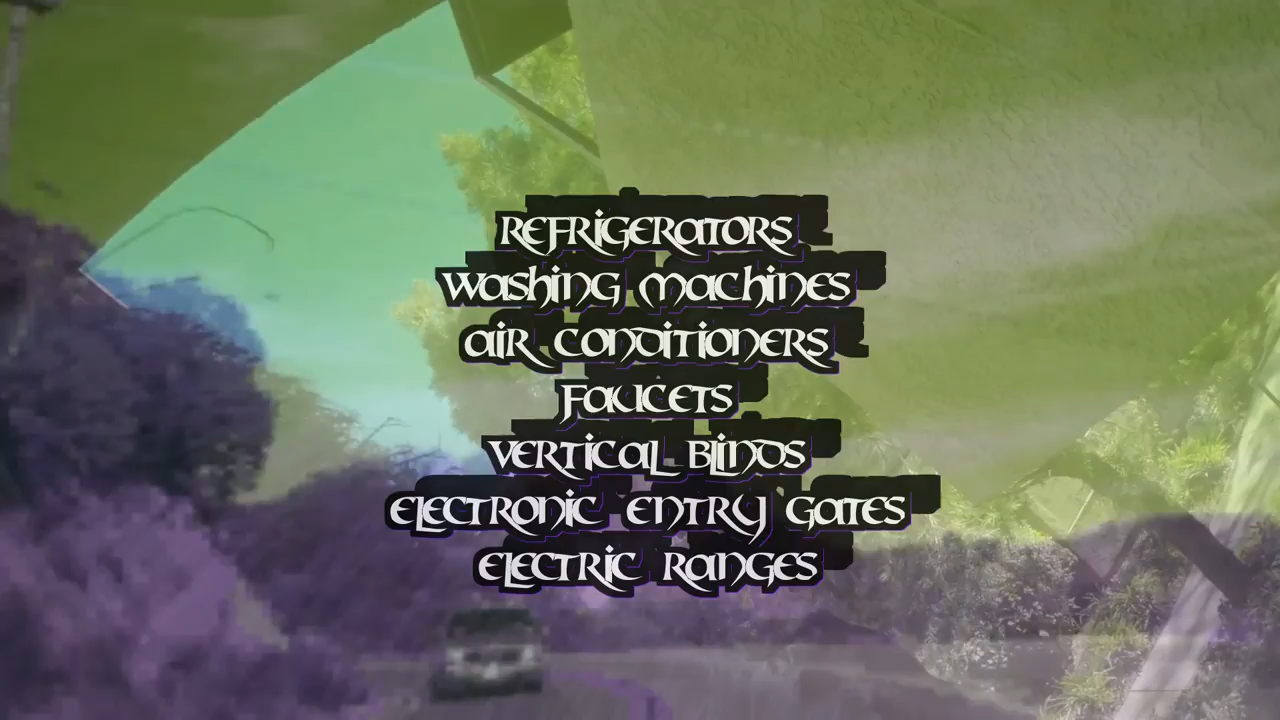 Refrigerators
Washing Machines
Air Conditioners
Faucets
Vertical Blinds
Electronic Entry Gates
Electric Ranges